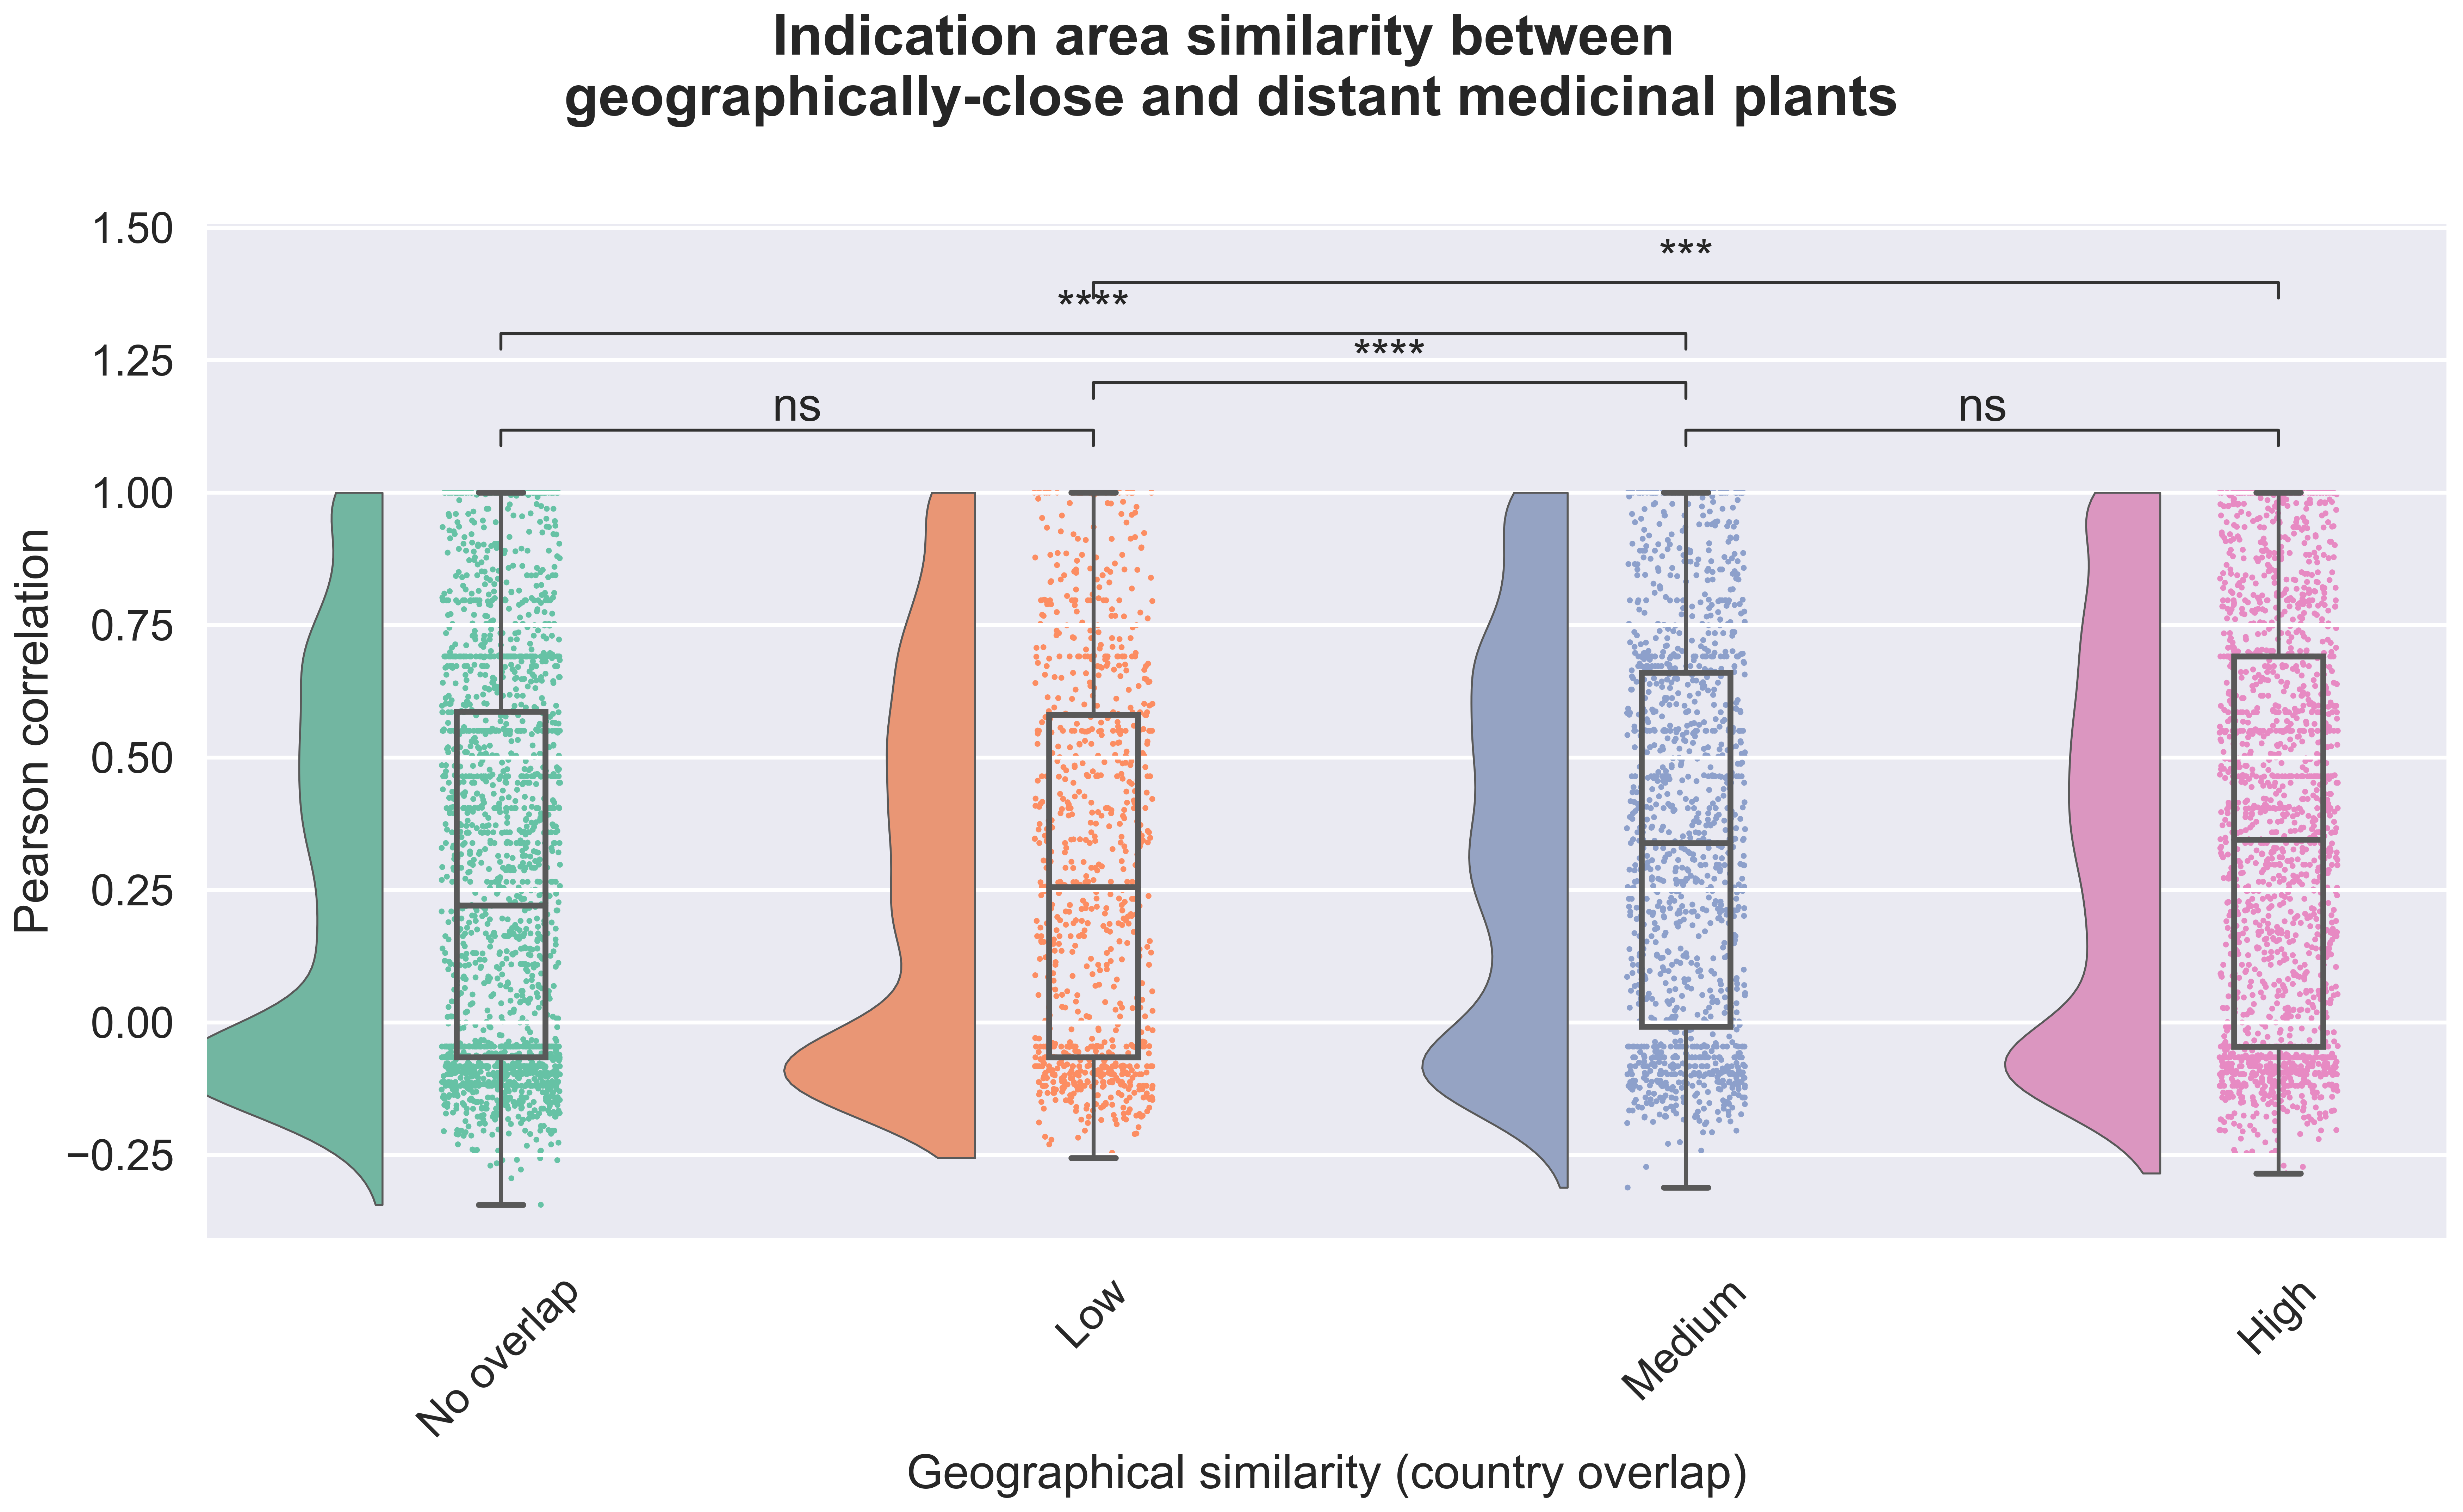 Indication area similarity between
geographically-close and distant medicinal plants
1.50
1.25
1.00
0.75
0.50
0.25
0.00
−0.25
Pearson correlation
***
****
****
ns
ns
No overlap
Low
Medium
High
Geographical similarity (country overlap)